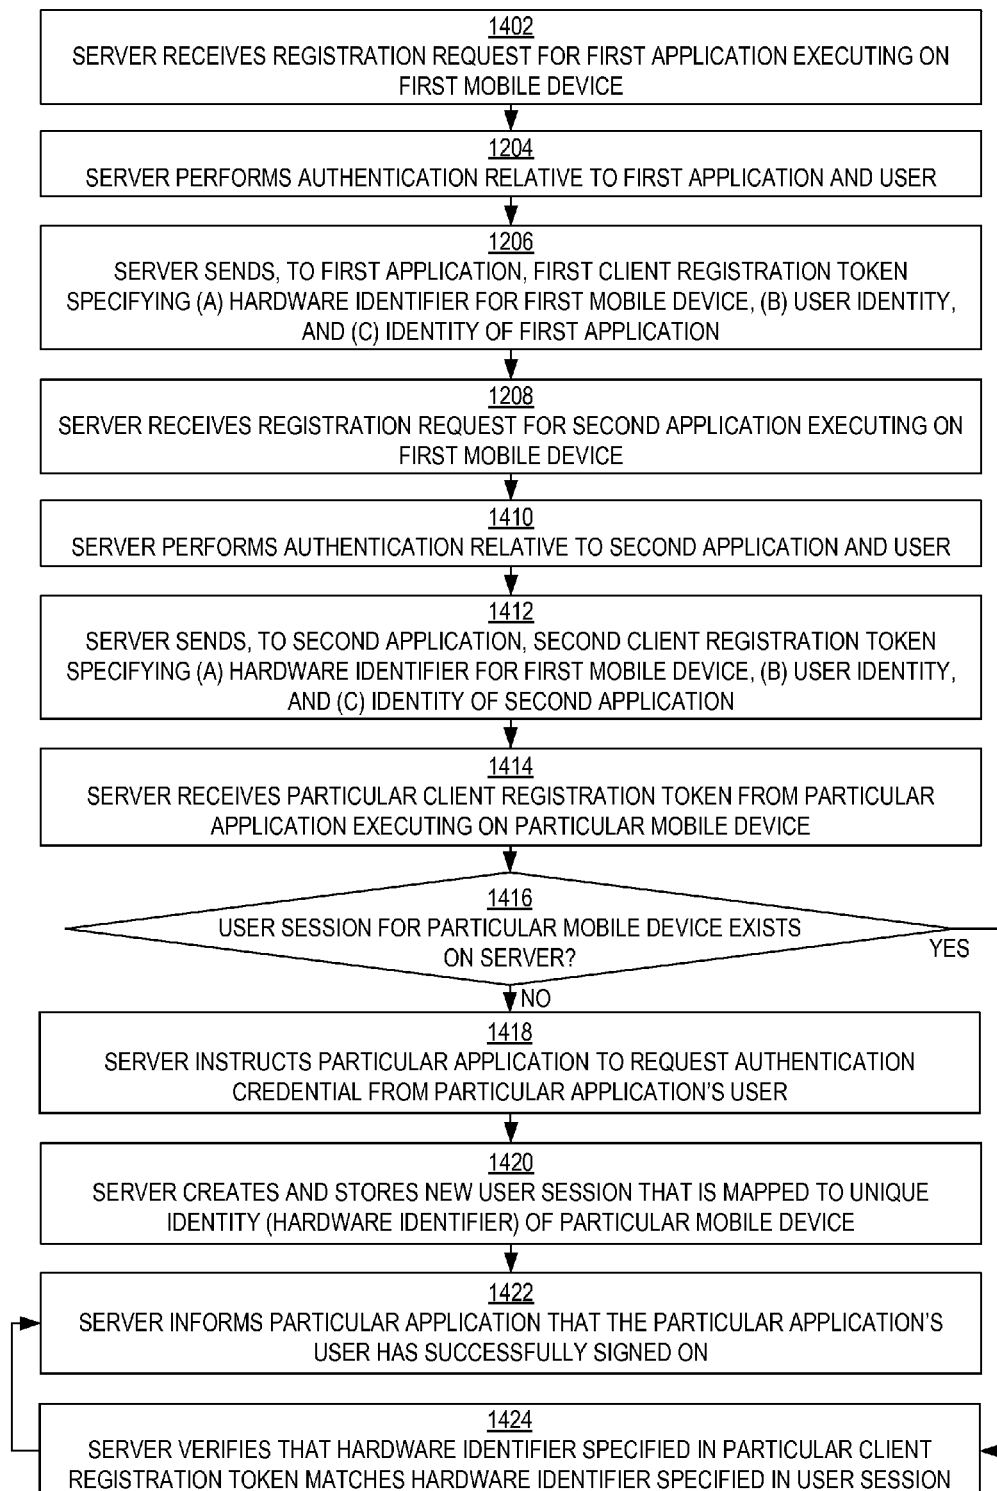 1402
SERVER RECEIVES REGISTRATION REQUEST FOR FIRST APPLICATION EXECUTING ON
FIRST MOBILE DEVICE
1204
SERVER PERFORMS AUTHENTICATION RELATIVE TO FIRST APPLICATION AND USER
1206
SERVER SENDS, TO FIRST APPLICATION, FIRST CLIENT REGISTRATION TOKEN
SPECIFYING (A) HARDWARE IDENTIFIER FOR FIRST MOBILE DEVICE, (B) USER IDENTITY,
AND (C) IDENTITY OF FIRST APPLICATION
1208
SERVER RECEIVES REGISTRATION REQUEST FOR SECOND APPLICATION EXECUTING ON
FIRST MOBILE DEVICE
1410
SERVER PERFORMS AUTHENTICATION RELATIVE TO SECOND APPLICATION AND USER
1412
SERVER SENDS, TO SECOND APPLICATION, SECOND CLIENT REGISTRATION TOKEN
SPECIFYING (A) HARDWARE IDENTIFIER FOR FIRST MOBILE DEVICE, (B) USER IDENTITY,
AND (C) IDENTITY OF SECOND APPLICATION
1414
SERVER RECEIVES PARTICULAR CLIENT REGISTRATION TOKEN FROM PARTICULAR
APPLICATION EXECUTING ON PARTICULAR MOBILE DEVICE
1416
USER SESSION FOR PARTICULAR MOBILE DEVICE EXISTS
ON SERVER?
YES
NO
1418
SERVER INSTRUCTS PARTICULAR APPLICATION TO REQUEST AUTHENTICATION
CREDENTIAL FROM PARTICULAR APPLICATION'S USER
1420
SERVER CREATES AND STORES NEW USER SESSION THAT IS MAPPED TO UNIQUE
IDENTITY (HARDWARE IDENTIFIER) OF PARTICULAR MOBILE DEVICE
1422
SERVER INFORMS PARTICULAR APPLICATION THAT THE PARTICULAR APPLICATION'S
USER HAS SUCCESSFULLY SIGNED ON
1424
SERVER VERIFIES THAT HARDWARE IDENTIFIER SPECIFIED IN PARTICULAR CLIENT
REGISTRATION TOKEN MATCHES HARDWARE IDENTIFIER SPECIFIED IN USER SESSION